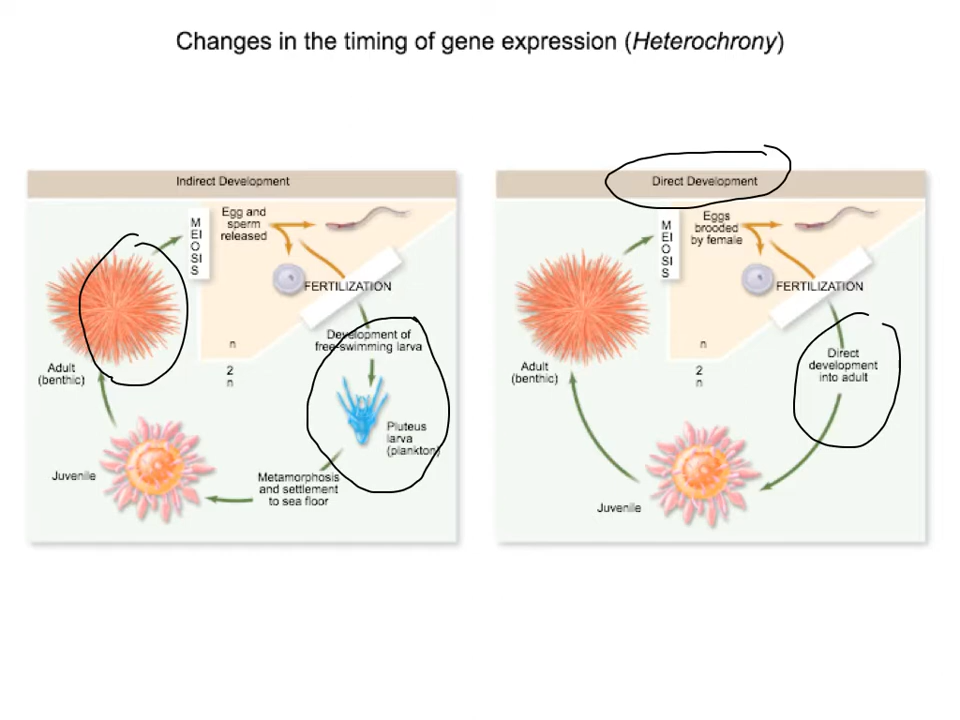 Changes in the timing of gene expression (Heterochrony)
Indirect Development
MEIOSIS
Egg and
sperm
released
FERTILIZATION
n
2
n
Development of
free-swimming larva
Pluteus
larva
(plankton)
Metamorphosis
and settlement
to sea floor
Juvenile
Adult
(benthic)
Direct Development
MEIOSIS
Eggs
brooded
by female
FERTILIZATION
n
2
n
Direct
development
into adult
Juvenile
Adult
(benthic)